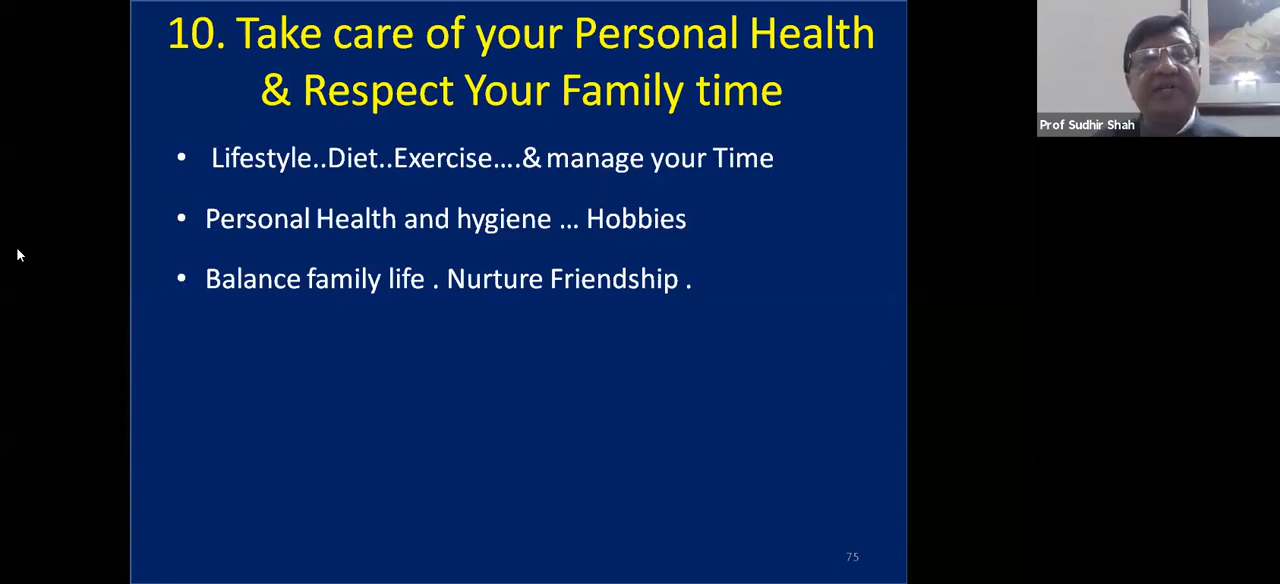 10. Take care of your Personal Health
& Respect Your Family time
• Lifestyle..Diet..Exercise....& manage your Time
• Personal Health and hygiene ... Hobbies
• Balance family life . Nurture Friendship .
75
Prof Sudhir Shah